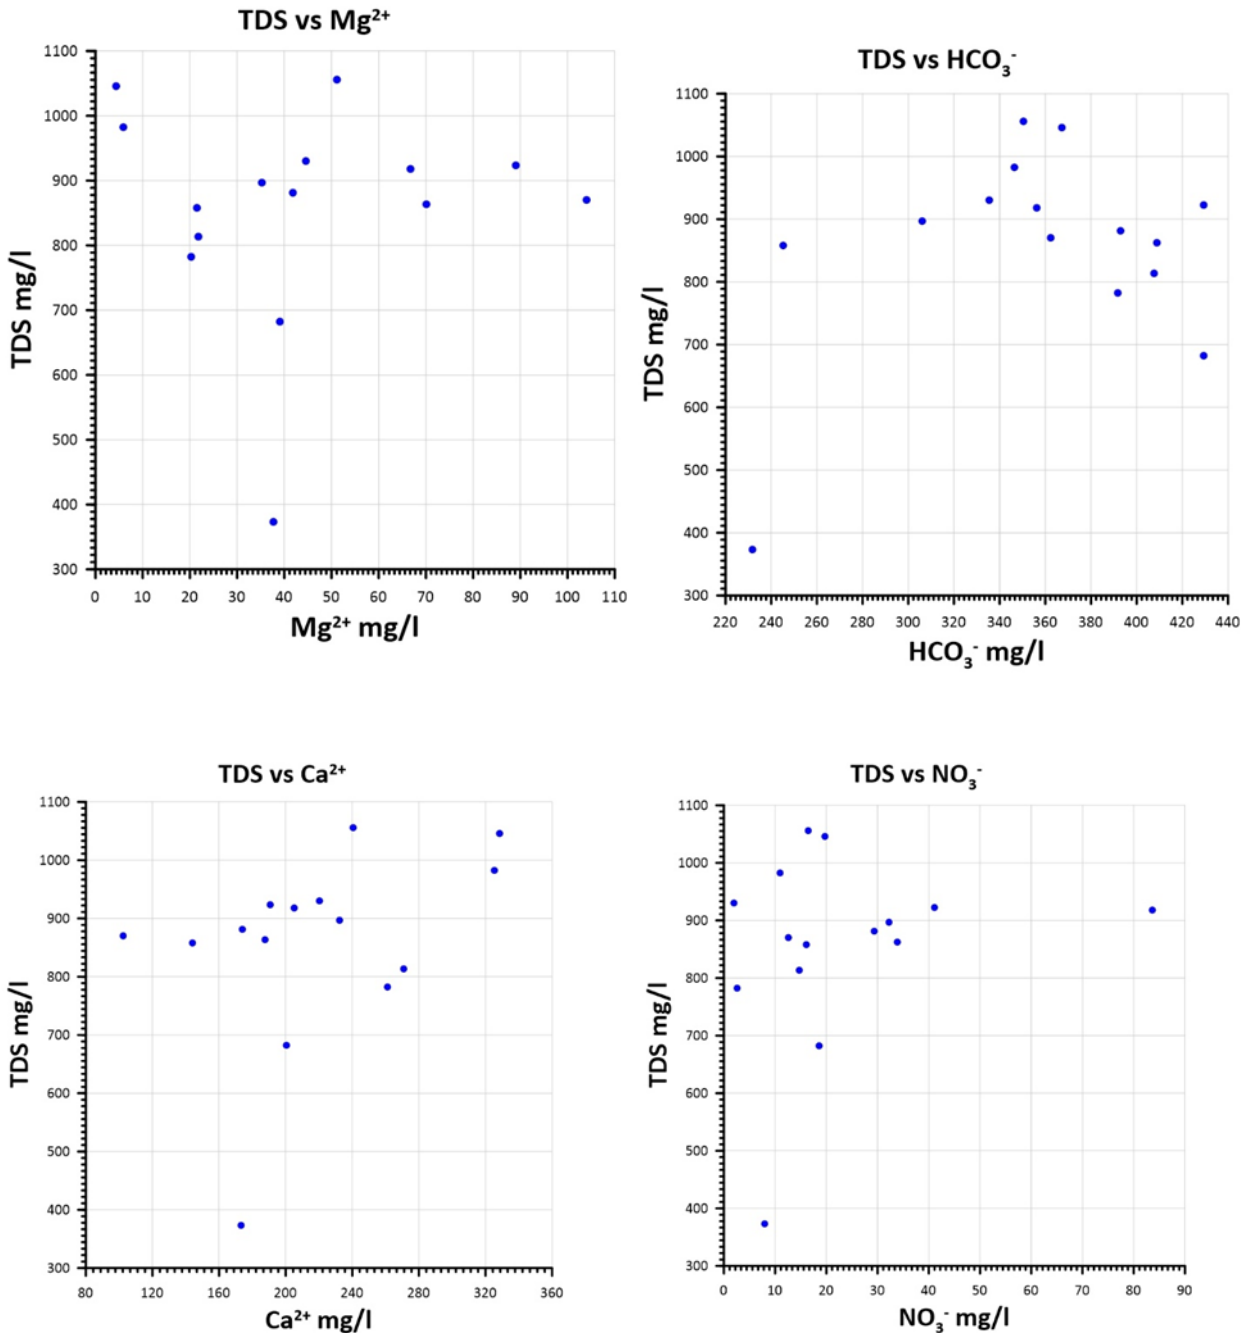 TDS vs Mg²⁺
1100
1000
900
800
700
600
500
400
300
TDS mg/l
0 10 20 30 40 50 60 70 80 90 100 110
Mg²⁺ mg/l
TDS vs HCO₃⁻
1100
1000
900
800
700
600
500
400
300
TDS mg/l
220 240 260 280 300 320 340 360 380 400 420 440
HCO₃⁻ mg/l
TDS vs Ca²⁺
1100
1000
900
800
700
600
500
400
300
TDS mg/l
80 120 160 200 240 280 320 360
Ca²⁺ mg/l
TDS vs NO₃⁻
1100
1000
900
800
700
600
500
400
300
TDS mg/l
0 10 20 30 40 50 60 70 80 90
NO₃⁻ mg/l